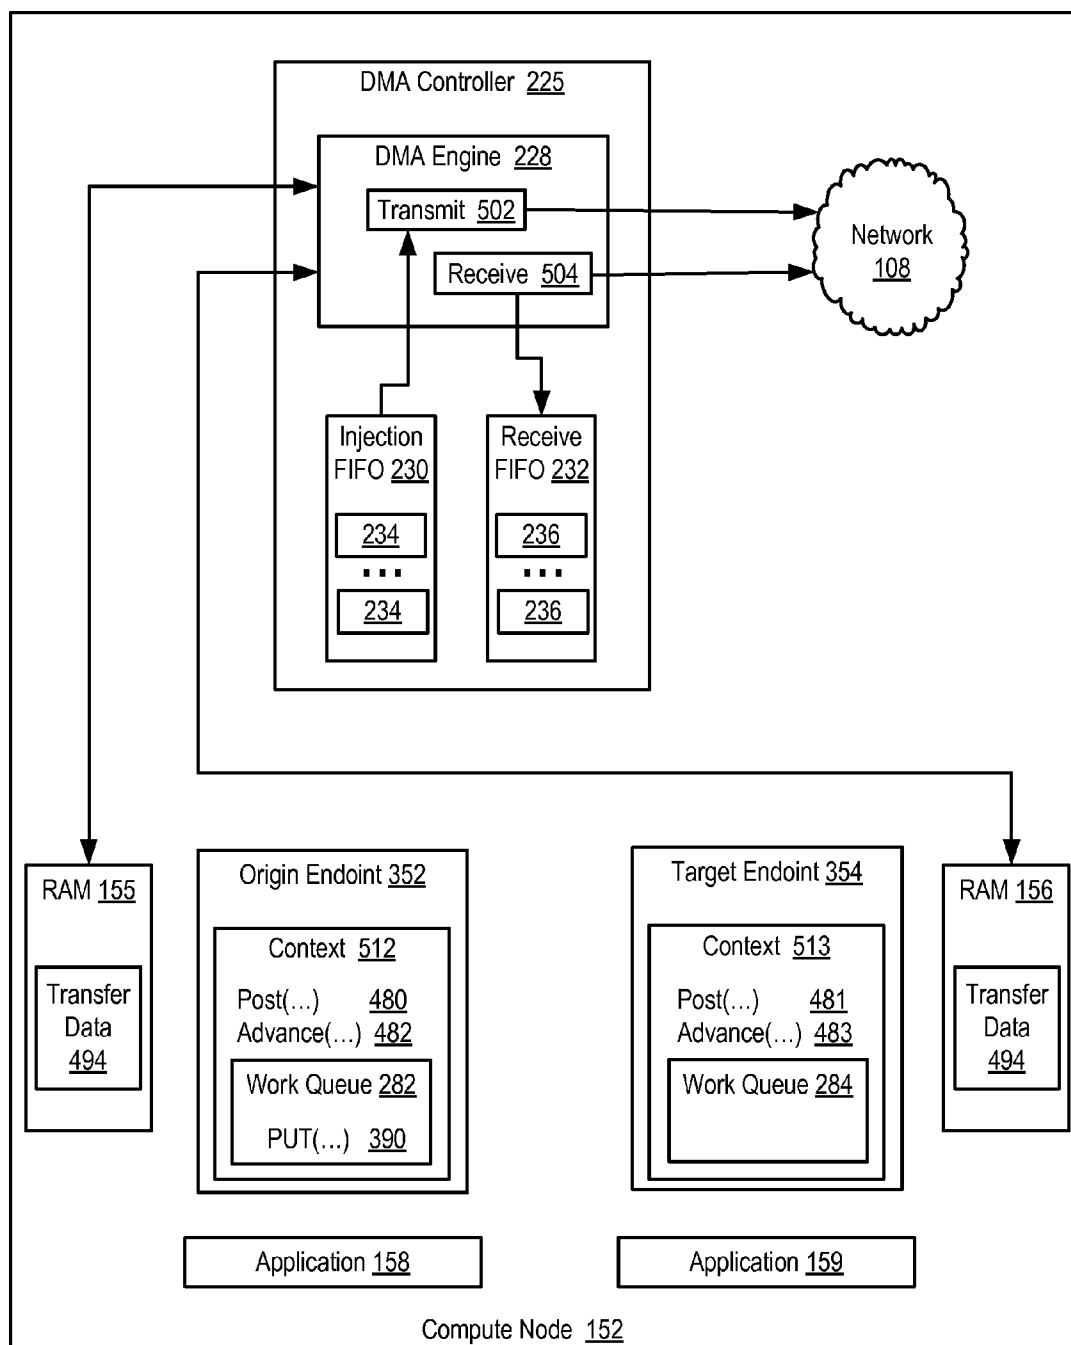 DMA Controller 225
DMA Engine 228
Transmit 502
Receive 504
Network
108
Injection
FIFO 230
234
...
234
Receive
FIFO 232
236
...
236
RAM 155
Transfer
Data
494
Origin Endoint 352
Context 512
Post(...) 480
Advance(...) 482
Work Queue 282
PUT(...) 390
Target Endoint 354
Context 513
Post(...) 481
Advance(...) 483
Work Queue 284
RAM 156
Transfer
Data
494
Application 158
Application 159
Compute Node 152